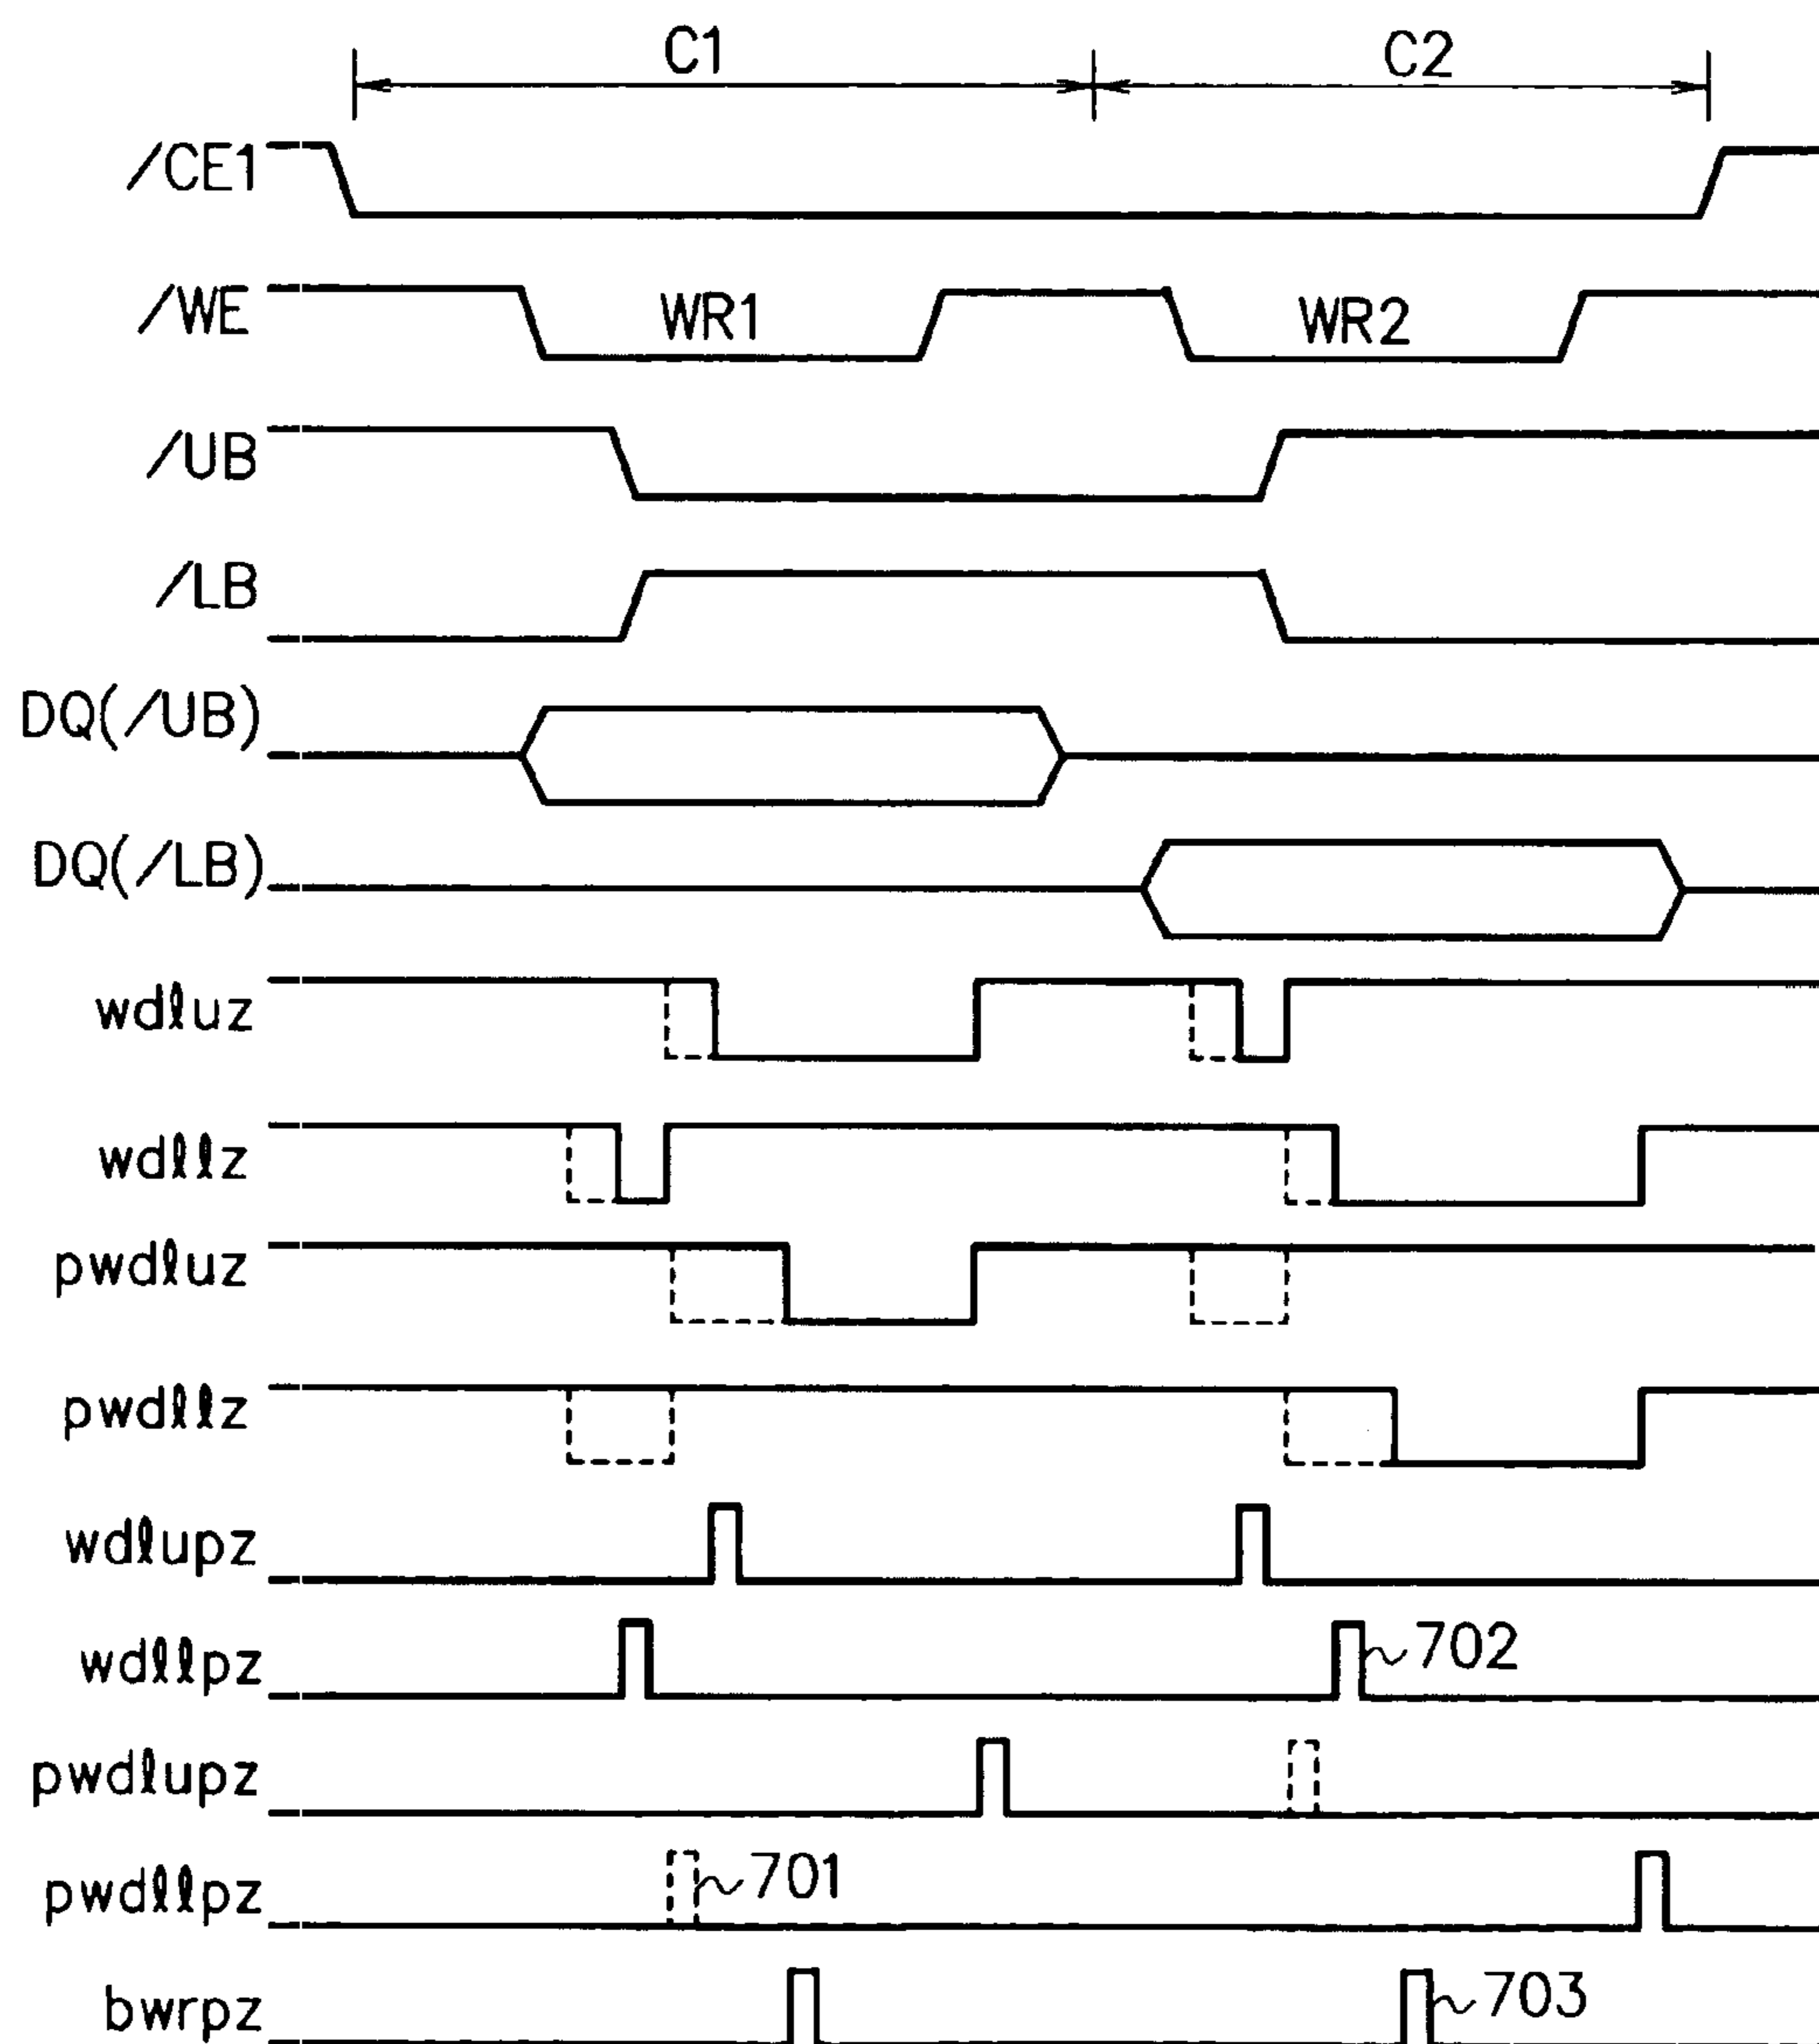 C1 C2
/CE1
/WE WR1 WR2
/UB
/LB
DQ(/UB)
DQ(/LB)
wdℓuz
wdℓℓz
pwdℓuz
pwdℓℓz
wdℓupz
wdℓℓpz 702
pwdℓupz
pwdℓℓpz 701
bwrpz 703